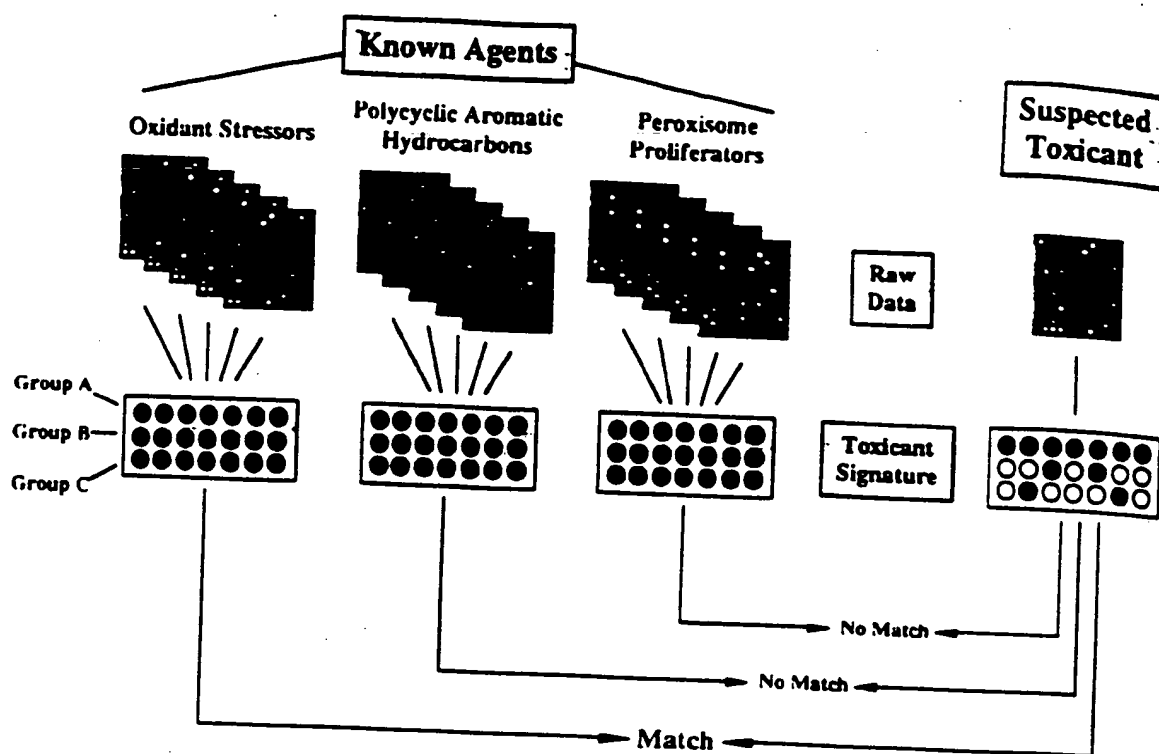 Known Agents
Oxidant Stressors
Polycyclic Aromatic
Hydrocarbons
Peroxisome
Proliferators
Suspected
Toxicant
Raw
Data
Group A
Group B
Group C
Toxicant
Signature
No Match
No Match
Match